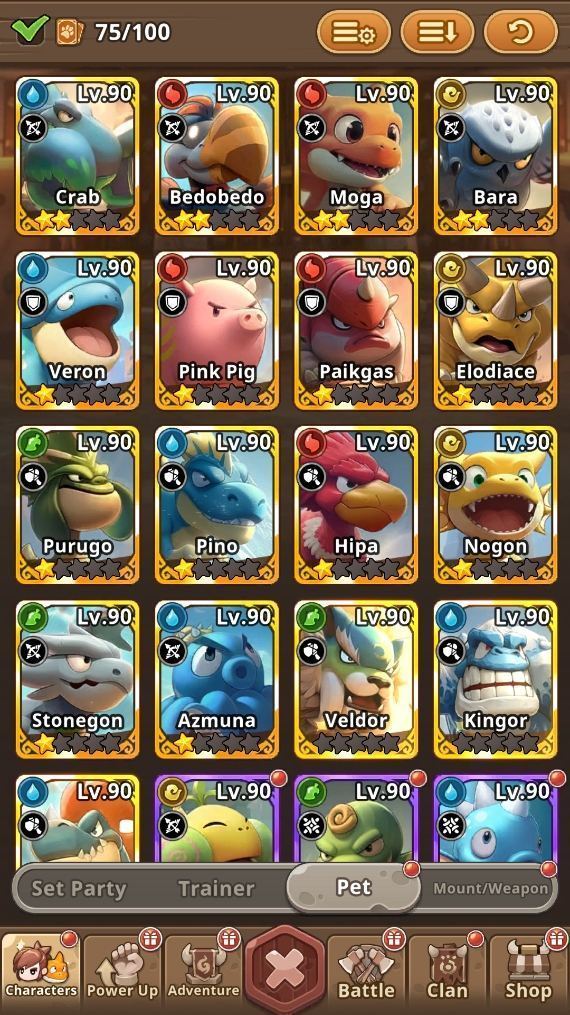 75/100
Lv.90 Lv.90 Lv.90 Lv.90
Crab Bedobedo Moga Bara
Lv.90 Lv.90 Lv.90 Lv.90
Veron Pink Pig Paikgas Elodiace
Lv.90 Lv.90 Lv.90 Lv.90
Purugo Pino Hipa Nogon
Lv.90 Lv.90 Lv.90 Lv.90
Stonegon Azmuna Veldor Kingor
Lv.90 Lv.90 Lv.90 Lv.90
Set Party Trainer Pet Mount/Weapon
Characters Power Up Adventure Battle Clan Shop